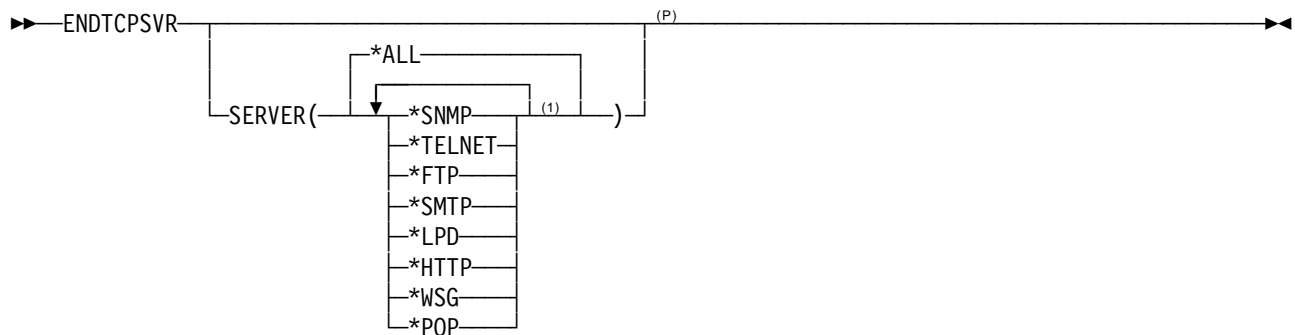 ENDTCPSVR (P)
*ALL
SERVER( *SNMP (1) )
*TELNET
*FTP
*SMTP
*LPD
*HTTP
*WSG
*POP